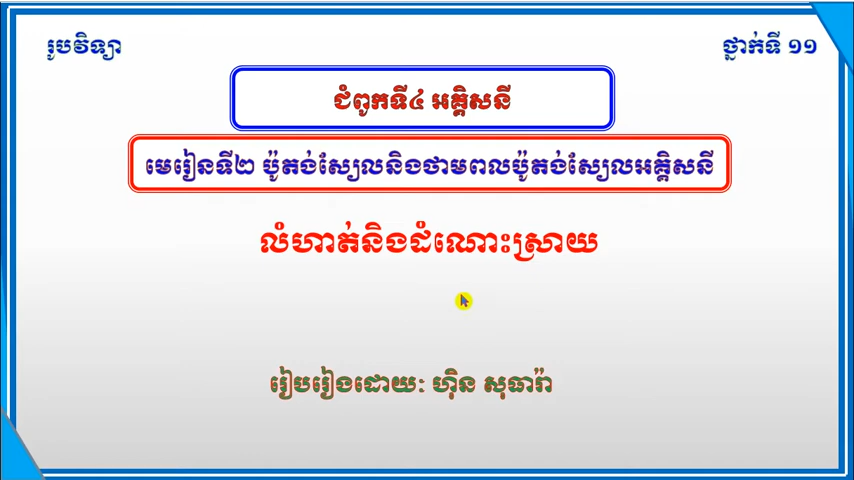 រូបវិទ្យា
ថ្នាក់ទី ១១
ជំពូកទី៤ អគ្គិសនី
មេរៀនទី២ ប៉ូតង់ស្យែលនិងថាមពលប៉ូតង់ស្យែលអគ្គិសនី
លំហាត់និងដំណោះស្រាយ
រៀបរៀងដោយៈ ហ៊ិន សុធារ៉ា